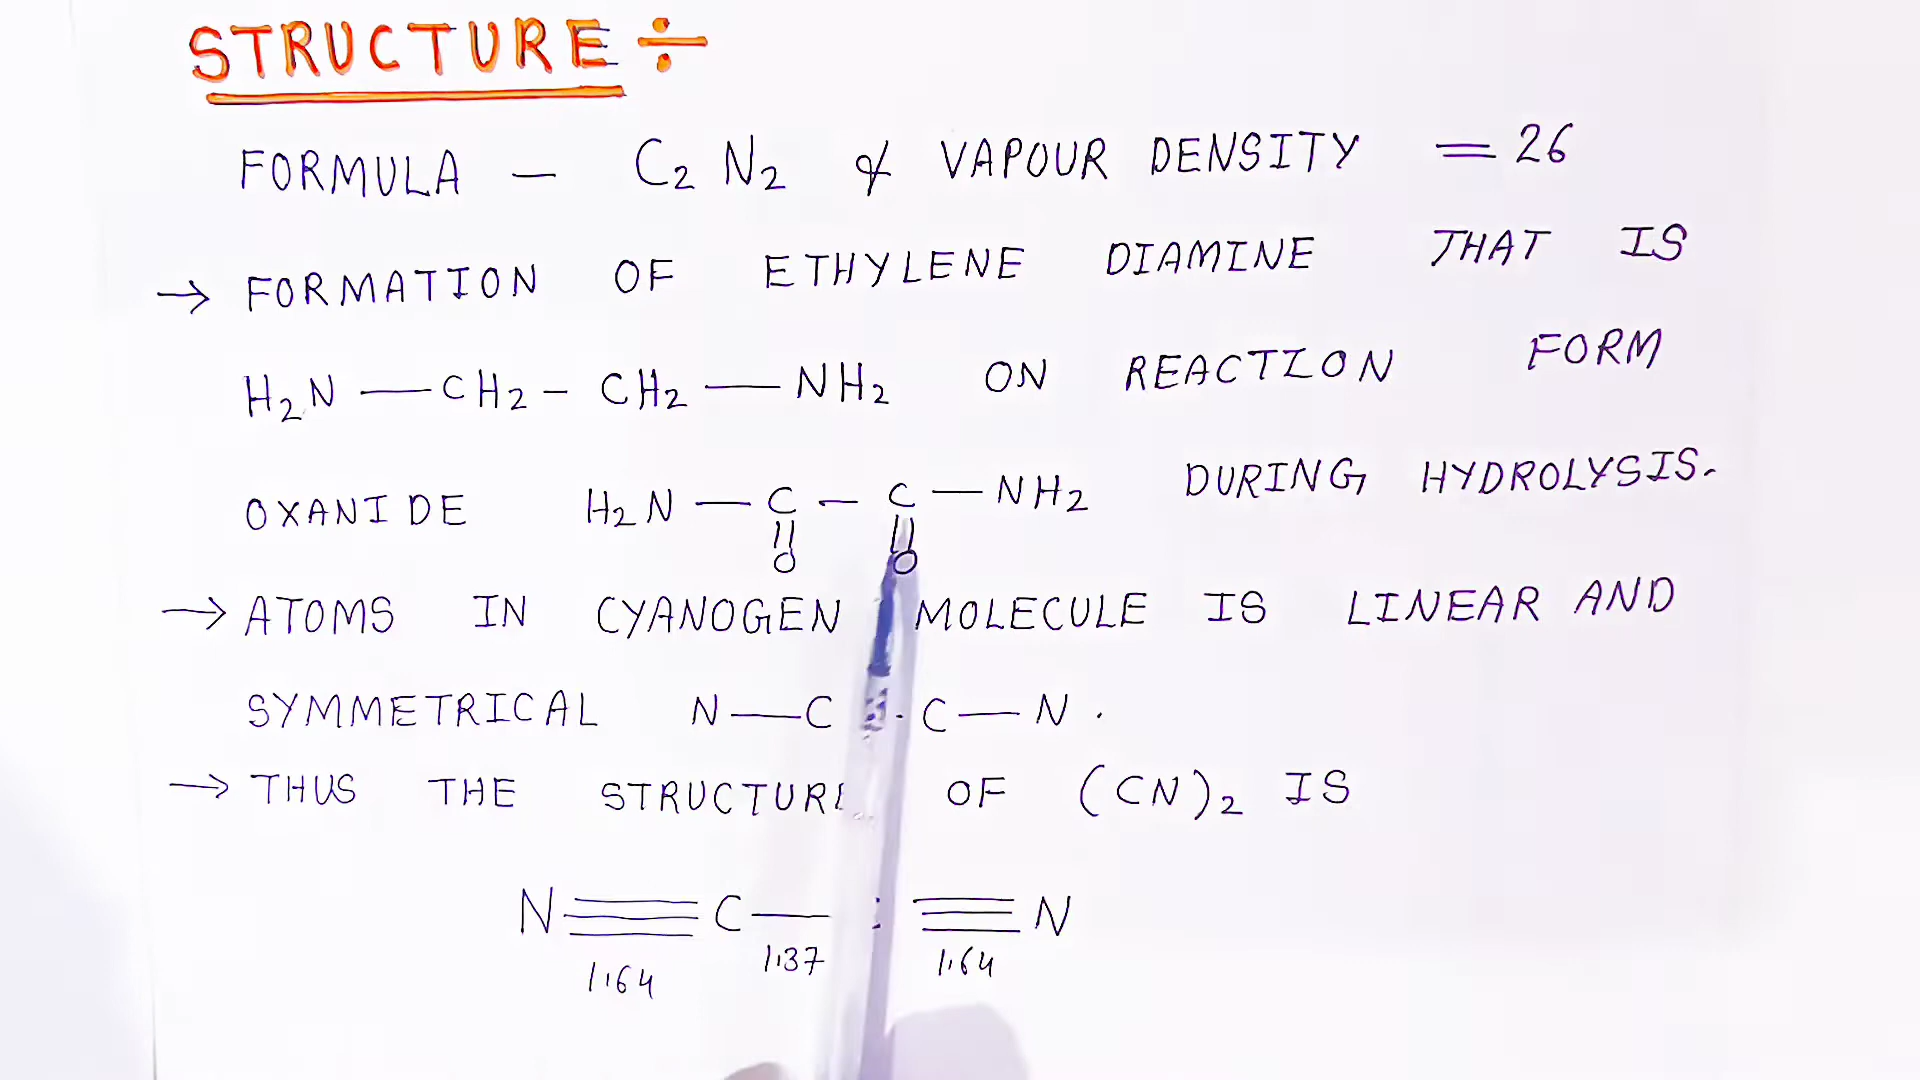 STRUCTURE ÷
FORMULA — C2 N2 & VAPOUR DENSITY = 26
→ FORMATION OF ETHYLENE DIAMINE THAT IS
H2N — CH2 - CH2 — NH2 ON REACTION FORM
OXANIDE H2N — C — C — NH2 DURING HYDROLYSIS.
O O
→ ATOMS IN CYANOGEN MOLECULE IS LINEAR AND
SYMMETRICAL N — C - C — N .
→ THUS THE STRUCTURE OF (CN)2 IS
N ≡ C — ≡ N
1.64 1.37 1.64